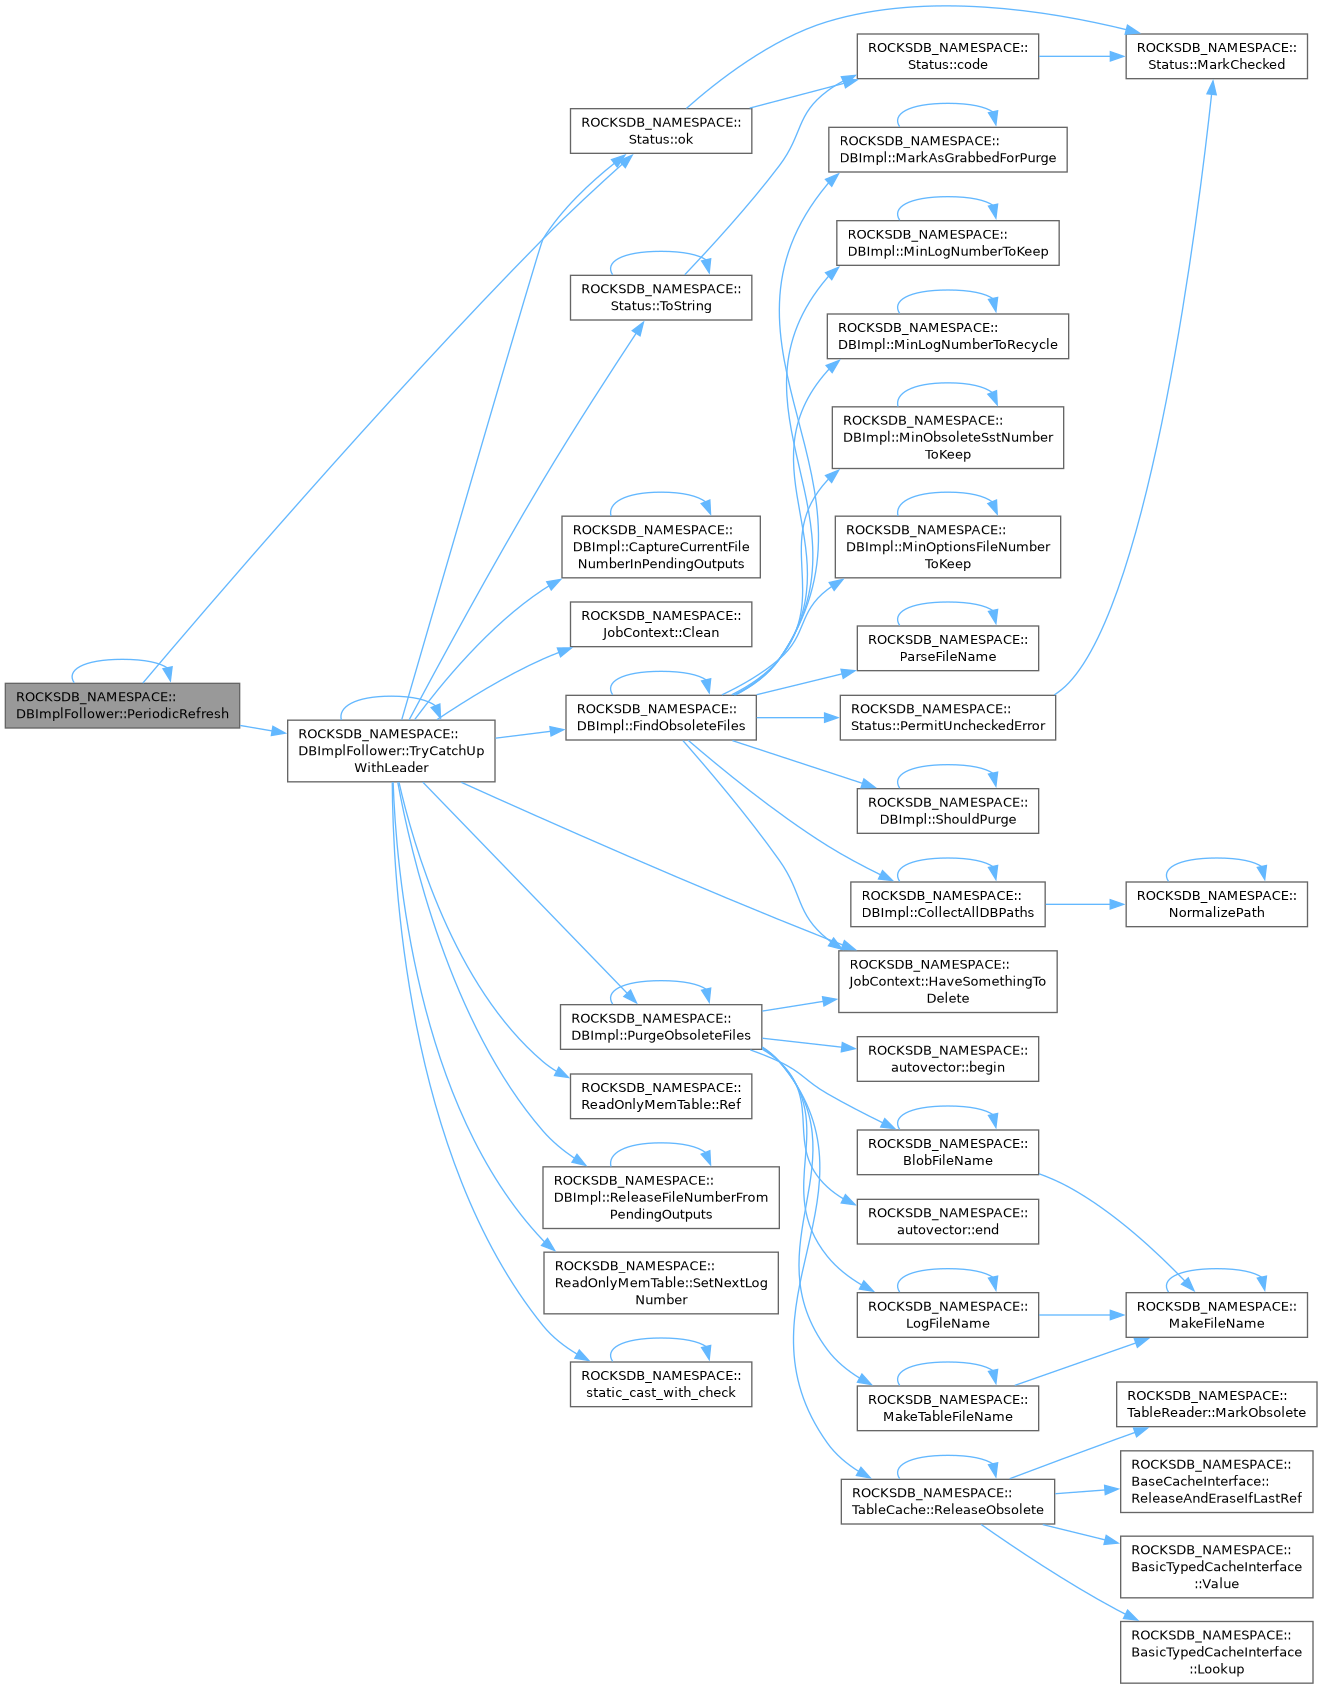 ROCKSDB_NAMESPACE::
DBImplFollower::PeriodicRefresh
ROCKSDB_NAMESPACE::
DBImplFollower::TryCatchUp
WithLeader
ROCKSDB_NAMESPACE::
Status::ok
ROCKSDB_NAMESPACE::
Status::ToString
ROCKSDB_NAMESPACE::
DBImpl::CaptureCurrentFile
NumberInPendingOutputs
ROCKSDB_NAMESPACE::
JobContext::Clean
ROCKSDB_NAMESPACE::
DBImpl::FindObsoleteFiles
ROCKSDB_NAMESPACE::
DBImpl::PurgeObsoleteFiles
ROCKSDB_NAMESPACE::
ReadOnlyMemTable::Ref
ROCKSDB_NAMESPACE::
DBImpl::ReleaseFileNumberFrom
PendingOutputs
ROCKSDB_NAMESPACE::
ReadOnlyMemTable::SetNextLog
Number
ROCKSDB_NAMESPACE::
static_cast_with_check
ROCKSDB_NAMESPACE::
Status::code
ROCKSDB_NAMESPACE::
DBImpl::MarkAsGrabbedForPurge
ROCKSDB_NAMESPACE::
DBImpl::MinLogNumberToKeep
ROCKSDB_NAMESPACE::
DBImpl::MinLogNumberToRecycle
ROCKSDB_NAMESPACE::
DBImpl::MinObsoleteSstNumber
ToKeep
ROCKSDB_NAMESPACE::
DBImpl::MinOptionsFileNumber
ToKeep
ROCKSDB_NAMESPACE::
ParseFileName
ROCKSDB_NAMESPACE::
Status::PermitUncheckedError
ROCKSDB_NAMESPACE::
DBImpl::ShouldPurge
ROCKSDB_NAMESPACE::
DBImpl::CollectAllDBPaths
ROCKSDB_NAMESPACE::
JobContext::HaveSomethingTo
Delete
ROCKSDB_NAMESPACE::
autovector::begin
ROCKSDB_NAMESPACE::
BlobFileName
ROCKSDB_NAMESPACE::
autovector::end
ROCKSDB_NAMESPACE::
LogFileName
ROCKSDB_NAMESPACE::
MakeTableFileName
ROCKSDB_NAMESPACE::
TableCache::ReleaseObsolete
ROCKSDB_NAMESPACE::
Status::MarkChecked
ROCKSDB_NAMESPACE::
NormalizePath
ROCKSDB_NAMESPACE::
MakeFileName
ROCKSDB_NAMESPACE::
TableReader::MarkObsolete
ROCKSDB_NAMESPACE::
BaseCacheInterface::
ReleaseAndEraseIfLastRef
ROCKSDB_NAMESPACE::
BasicTypedCacheInterface
::Value
ROCKSDB_NAMESPACE::
BasicTypedCacheInterface
::Lookup